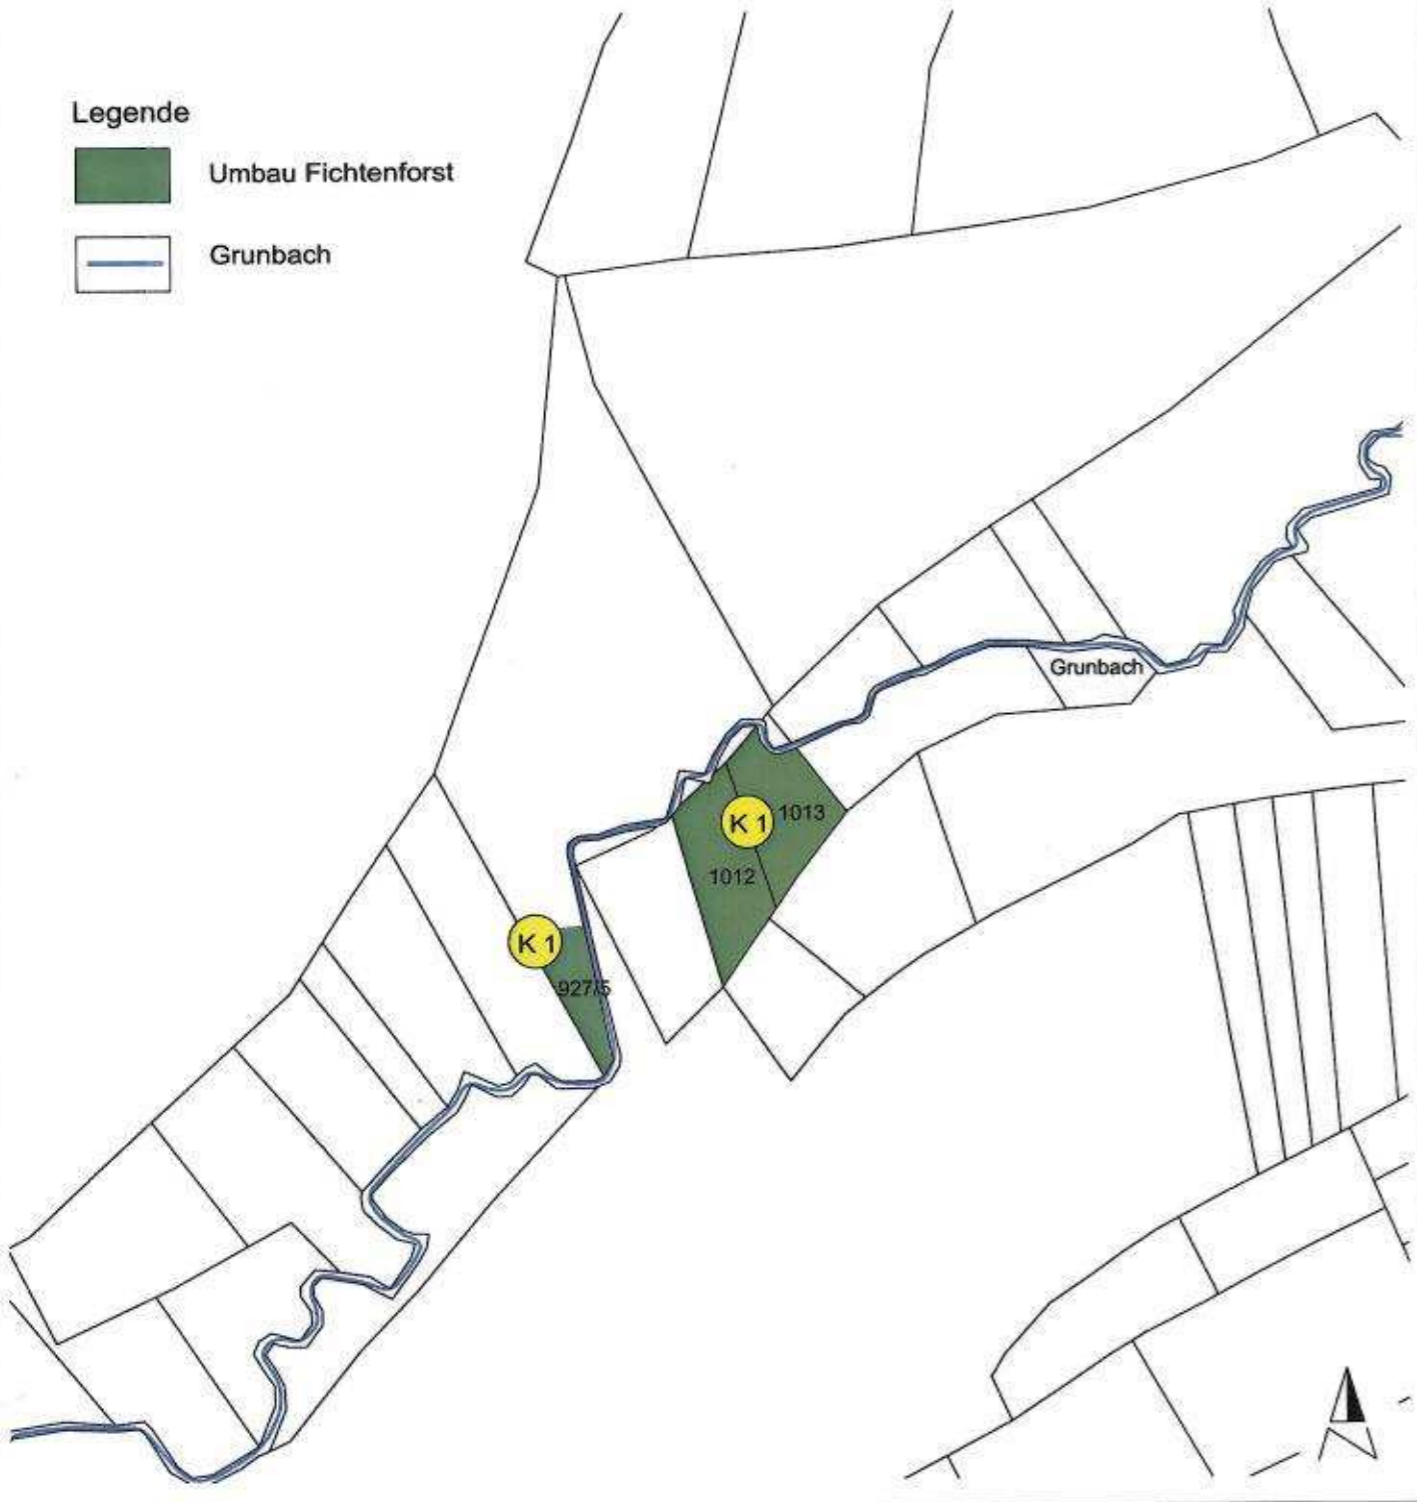 Legende
Umbau Fichtenforst
Grunbach
Grunbach
K 1
1013
1012
K 1
927/5